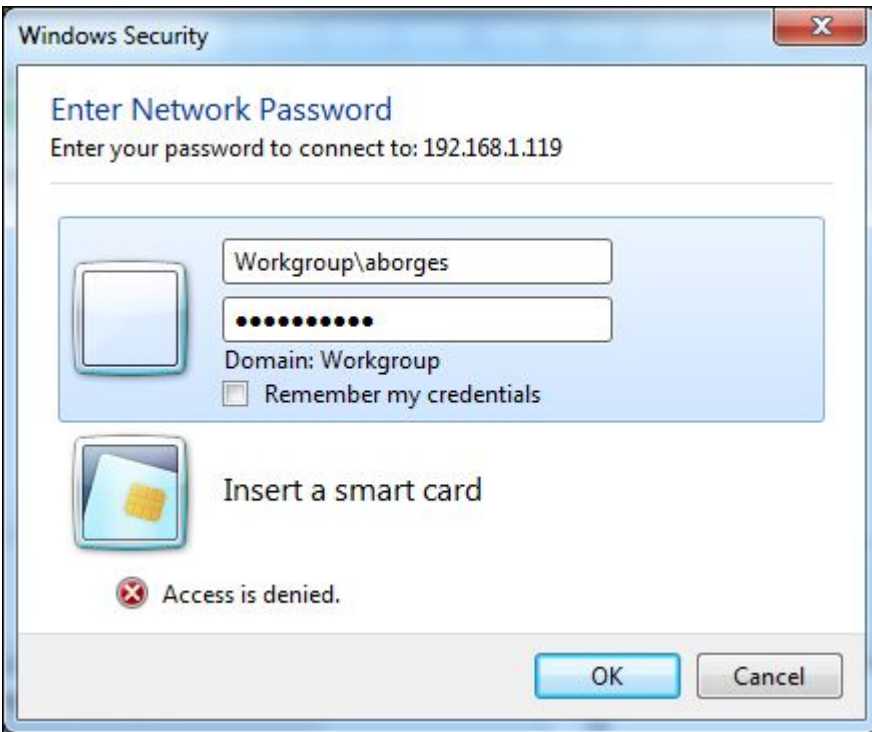 Windows Security
Enter Network Password
Enter your password to connect to: 192.168.1.119
Workgroup\aborges
●●●●●●●●●●
Domain: Workgroup
Remember my credentials
Insert a smart card
Access is denied.
OK Cancel